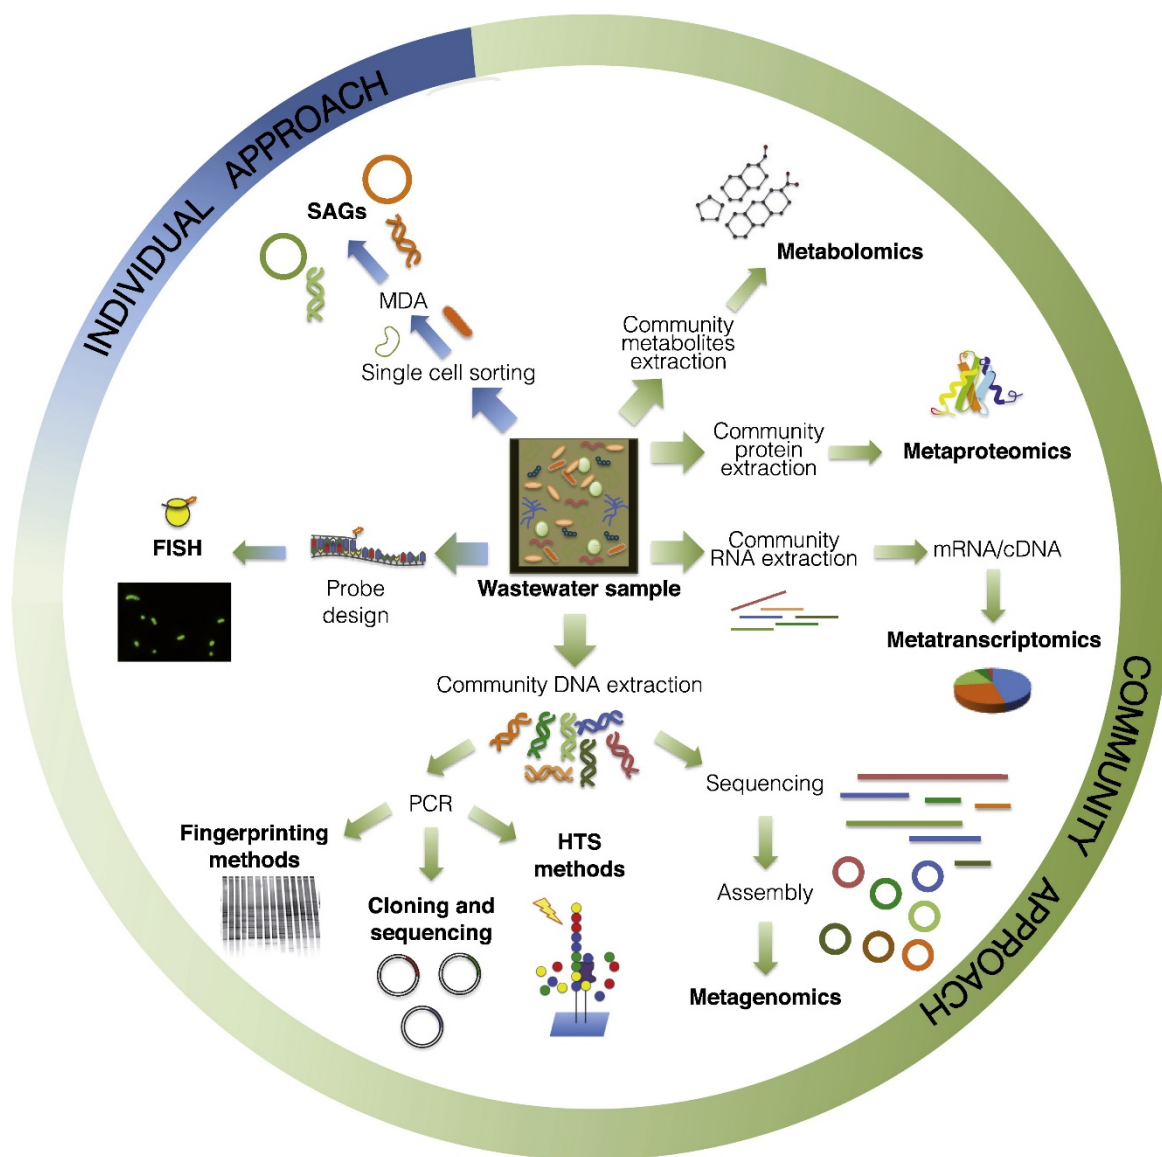 INDIVIDUAL APPROACH
COMMUNITY APPROACH
SAGs
MDA
Single cell sorting
Metabolomics
Community
metabolites
extraction
Community
protein
extraction
Metaproteomics
Community
RNA extraction
mRNA/cDNA
Metatranscriptomics
FISH
Probe
design
Wastewater sample
Community DNA extraction
PCR
Fingerprinting
methods
Cloning and
sequencing
HTS
methods
Sequencing
Assembly
Metagenomics